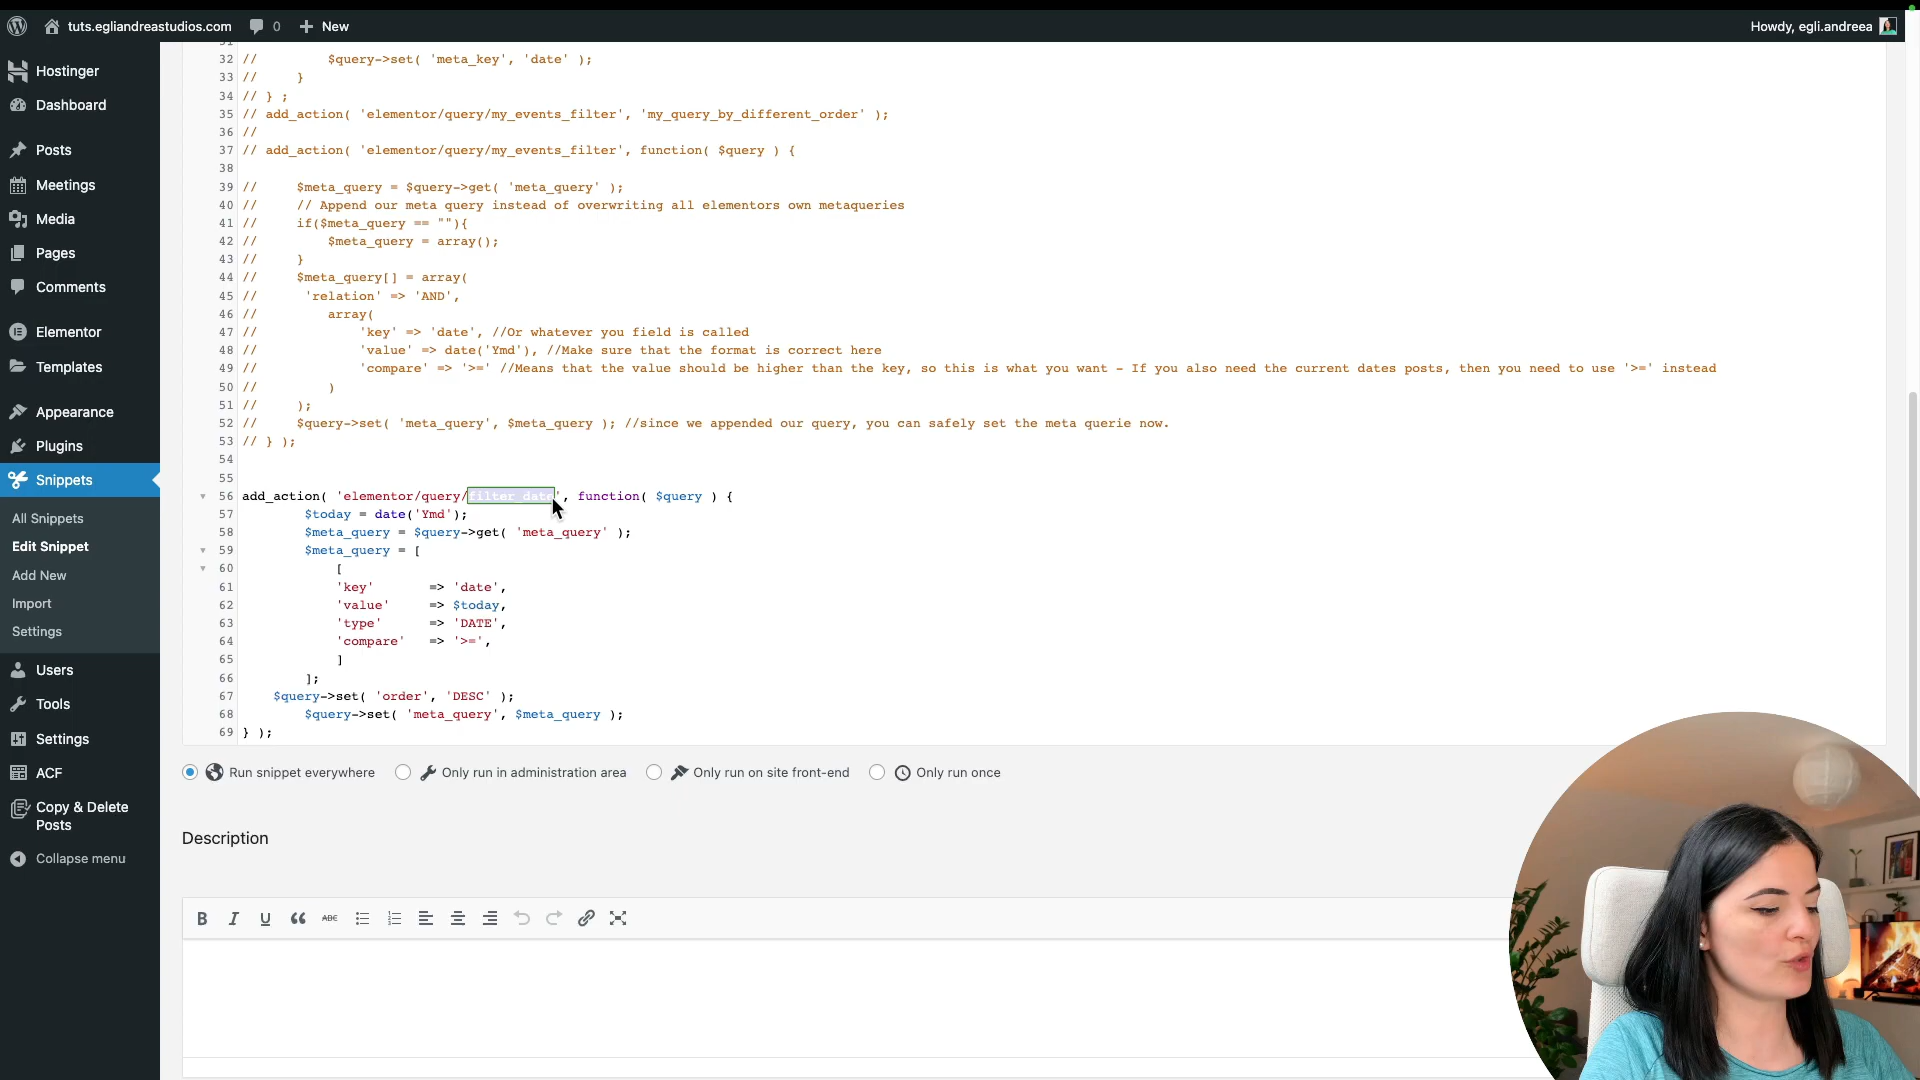 tuts.egliandreastudios.com
0
New
Howdy, egli.andreea
Hostinger
Dashboard
Posts
Meetings
Media
Pages
Comments
Elementor
Templates
Appearance
Plugins
Snippets
All Snippets
Edit Snippet
Add New
Import
Settings
Users
Tools
Settings
ACF
Copy & Delete
Posts
Collapse menu
31
32 // $query->set( 'meta_key', 'date' );
33 // }
34 // } ;
35 // add_action( 'elementor/query/my_events_filter', 'my_query_by_different_order' );
36 //
37 // add_action( 'elementor/query/my_events_filter', function( $query ) {
38
39 // $meta_query = $query->get( 'meta_query' );
40 // // Append our meta query instead of overwriting all elementors own metaqueries
41 // if($meta_query == ""){
42 // $meta_query = array();
43 // }
44 // $meta_query[] = array(
45 // 'relation' => 'AND',
46 // array(
47 // 'key' => 'date', //Or whatever you field is called
48 // 'value' => date('Ymd'), //Make sure that the format is correct here
49 // 'compare' => '>=' //Means that the value should be higher than the key, so this is what you want - If you also need the current dates posts, then you need to use '>=' instead
50 // )
51 // );
52 // $query->set( 'meta_query', $meta_query ); //since we appended our query, you can safely set the meta querie now.
53 // } );
54
55
56 add_action( 'elementor/query/filter_date', function( $query ) {
57 $today = date('Ymd');
58 $meta_query = $query->get( 'meta_query' );
59 $meta_query = [
60 [
61 'key' => 'date',
62 'value' => $today,
63 'type' => 'DATE',
64 'compare' => '>=',
65 ]
66 ];
67 $query->set( 'order', 'DESC' );
68 $query->set( 'meta_query', $meta_query );
69 } );
Run snippet everywhere
Only run in administration area
Only run on site front-end
Only run once
Description
B I U ABC